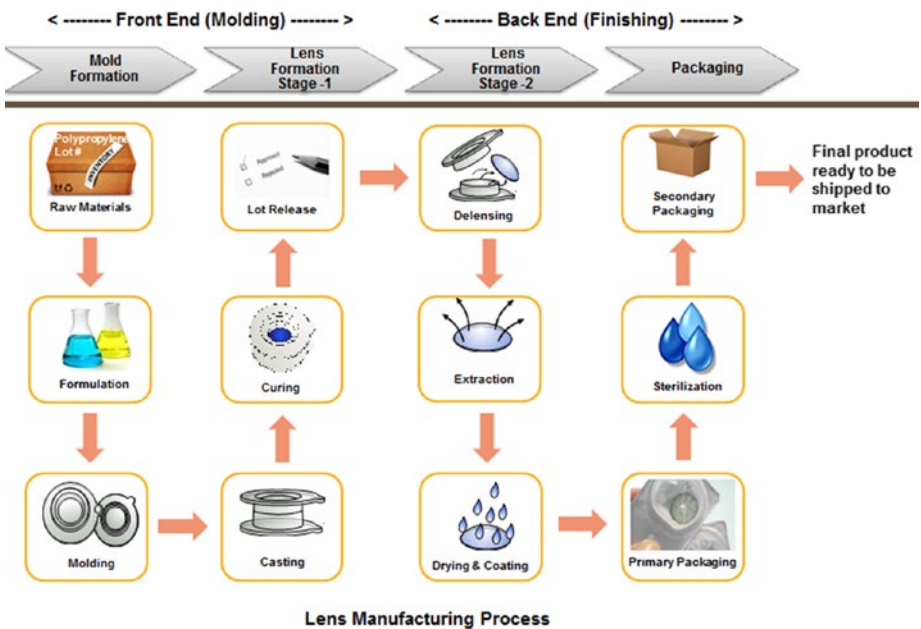 < -------- Front End (Molding) -------- >
< -------- Back End (Finishing) -------- >
Mold
Formation
Lens
Formation
Stage -1
Lens
Formation
Stage -2
Packaging
Polypropylene
Lot #
INVENTORY
Raw Materials
Approved
Rejected
Lot Release
Delensing
Secondary
Packaging
Final product
ready to be
shipped to
market
Formulation
Curing
Extraction
Sterilization
Molding
Casting
Drying & Coating
Primary Packaging
Lens Manufacturing Process